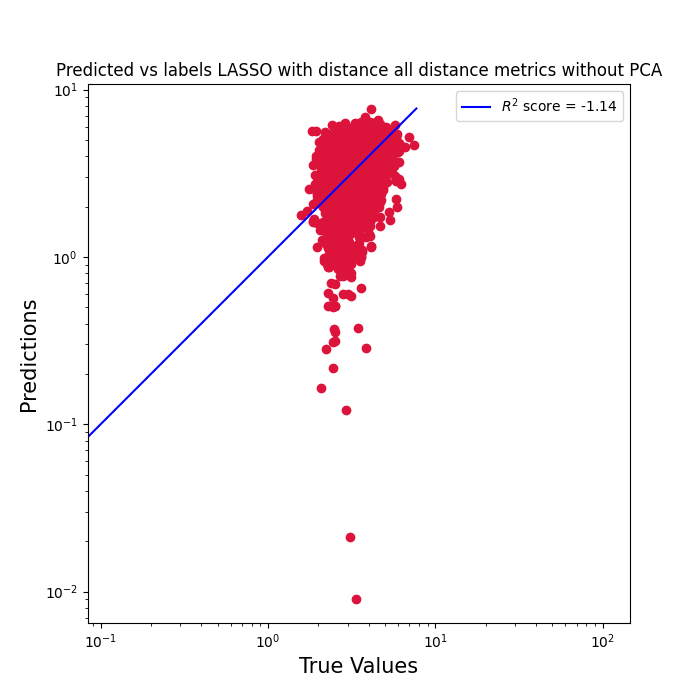 Predicted vs labels LASSO with distance all distance metrics without PCA
R² score = -1.14
Predictions
10¹
10⁰
10⁻¹
10⁻²
10⁻¹ 10⁰ 10¹ 10²
True Values